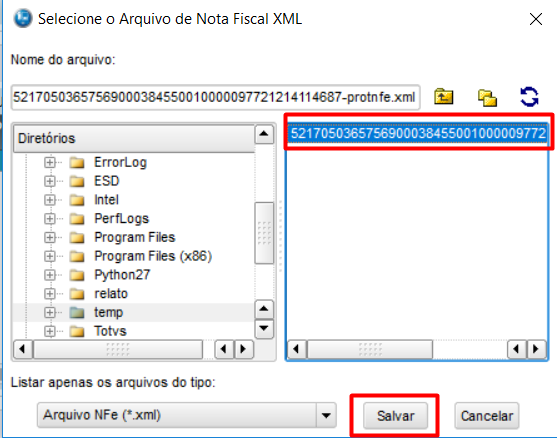 Selecione o Arquivo de Nota Fiscal XML
Nome do arquivo:
52170503657569000384550010000097721214114687-protnfe.xml
Diretórios
5217050365756900038455001000009772
ErrorLog
ESD
Intel
PerfLogs
Program Files
Program Files (x86)
Python27
relato
temp
Totvs
Listar apenas os arquivos do tipo:
Arquivo NFe (*.xml)
Salvar
Cancelar